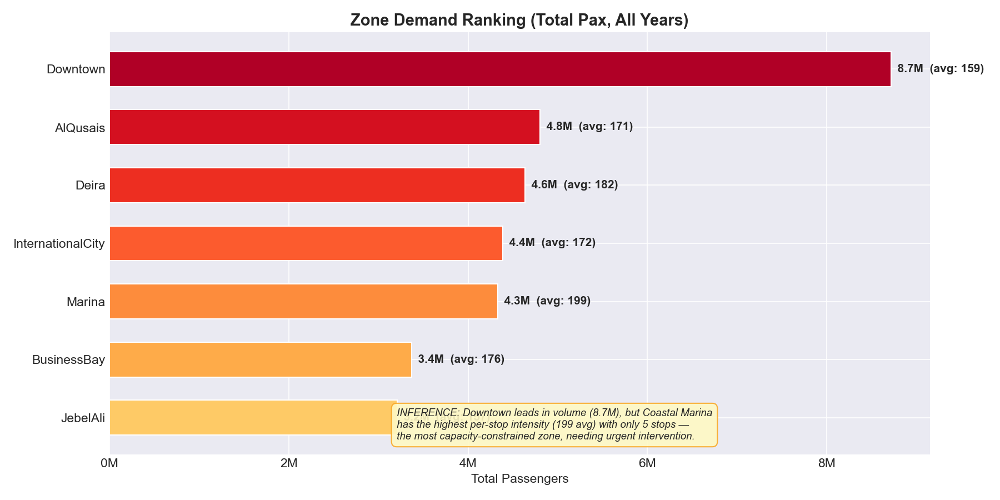 Zone Demand Ranking (Total Pax, All Years)
Downtown 8.7M (avg: 159)
AlQusais 4.8M (avg: 171)
Deira 4.6M (avg: 182)
InternationalCity 4.4M (avg: 172)
Marina 4.3M (avg: 199)
BusinessBay 3.4M (avg: 176)
JebelAli
INFERENCE: Downtown leads in volume (8.7M), but Coastal Marina
has the highest per-stop intensity (199 avg) with only 5 stops —
the most capacity-constrained zone, needing urgent intervention.
0M 2M 4M 6M 8M
Total Passengers